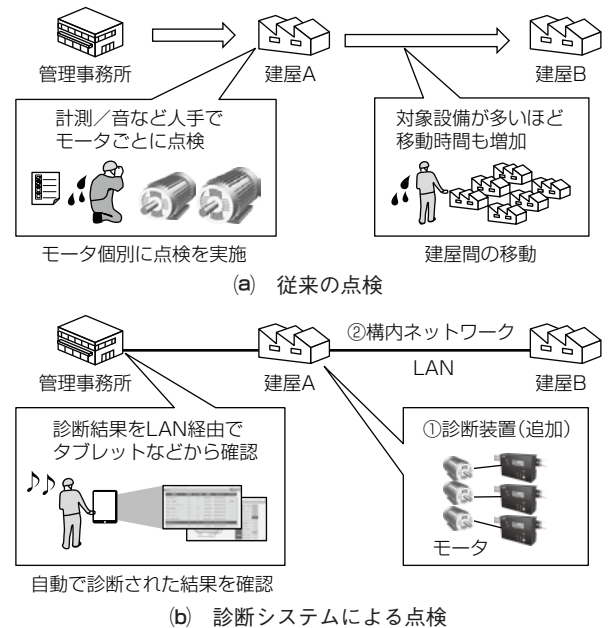 管理事務所
建屋A
建屋B
計測／音など人手で
モータごとに点検
対象設備が多いほど
移動時間も増加
モータ個別に点検を実施
建屋間の移動
(a) 従来の点検
②構内ネットワーク
LAN
管理事務所
建屋A
建屋B
診断結果をLAN経由で
タブレットなどから確認
①診断装置(追加)
モータ
自動で診断された結果を確認
(b) 診断システムによる点検